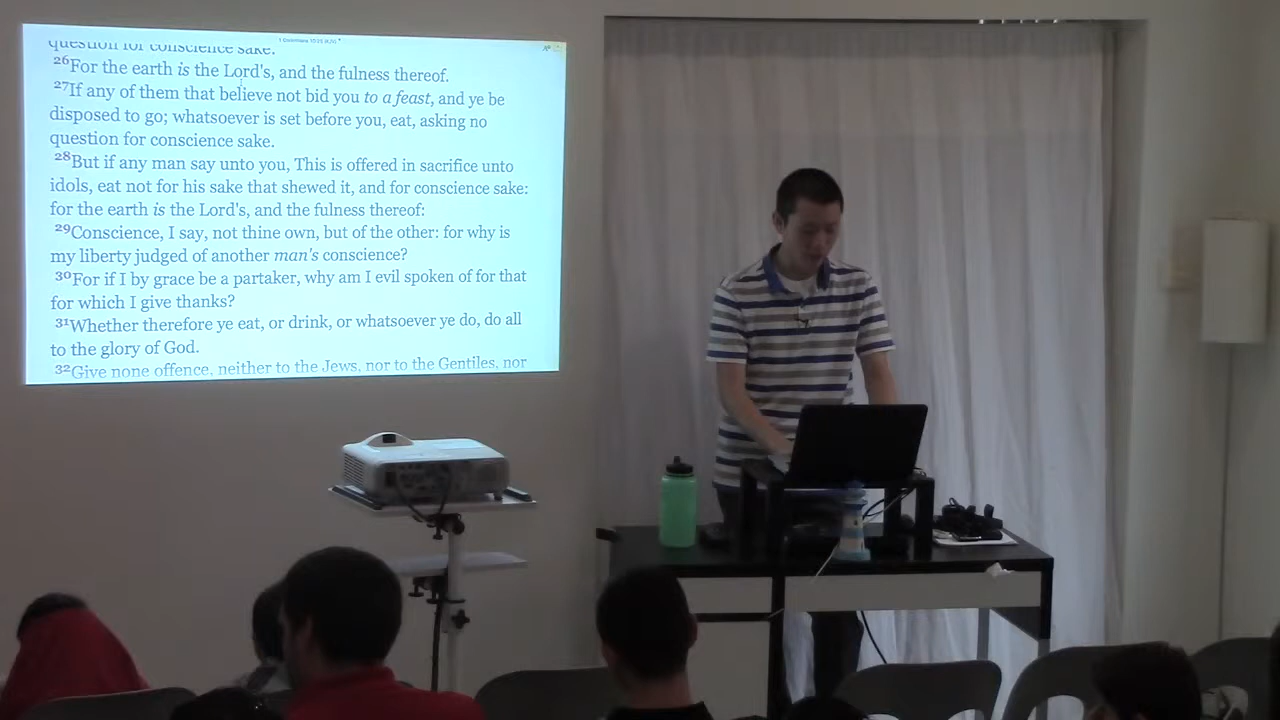 question for conscience sake.
26For the earth is the Lord's, and the fulness thereof.
27If any of them that believe not bid you to a feast, and ye be
disposed to go; whatsoever is set before you, eat, asking no
question for conscience sake.
28But if any man say unto you, This is offered in sacrifice unto
idols, eat not for his sake that shewed it, and for conscience sake:
for the earth is the Lord's, and the fulness thereof:
29Conscience, I say, not thine own, but of the other: for why is
my liberty judged of another man's conscience?
30For if I by grace be a partaker, why am I evil spoken of for that
for which I give thanks?
31Whether therefore ye eat, or drink, or whatsoever ye do, do all
to the glory of God.
32Give none offence, neither to the Jews, nor to the Gentiles, nor